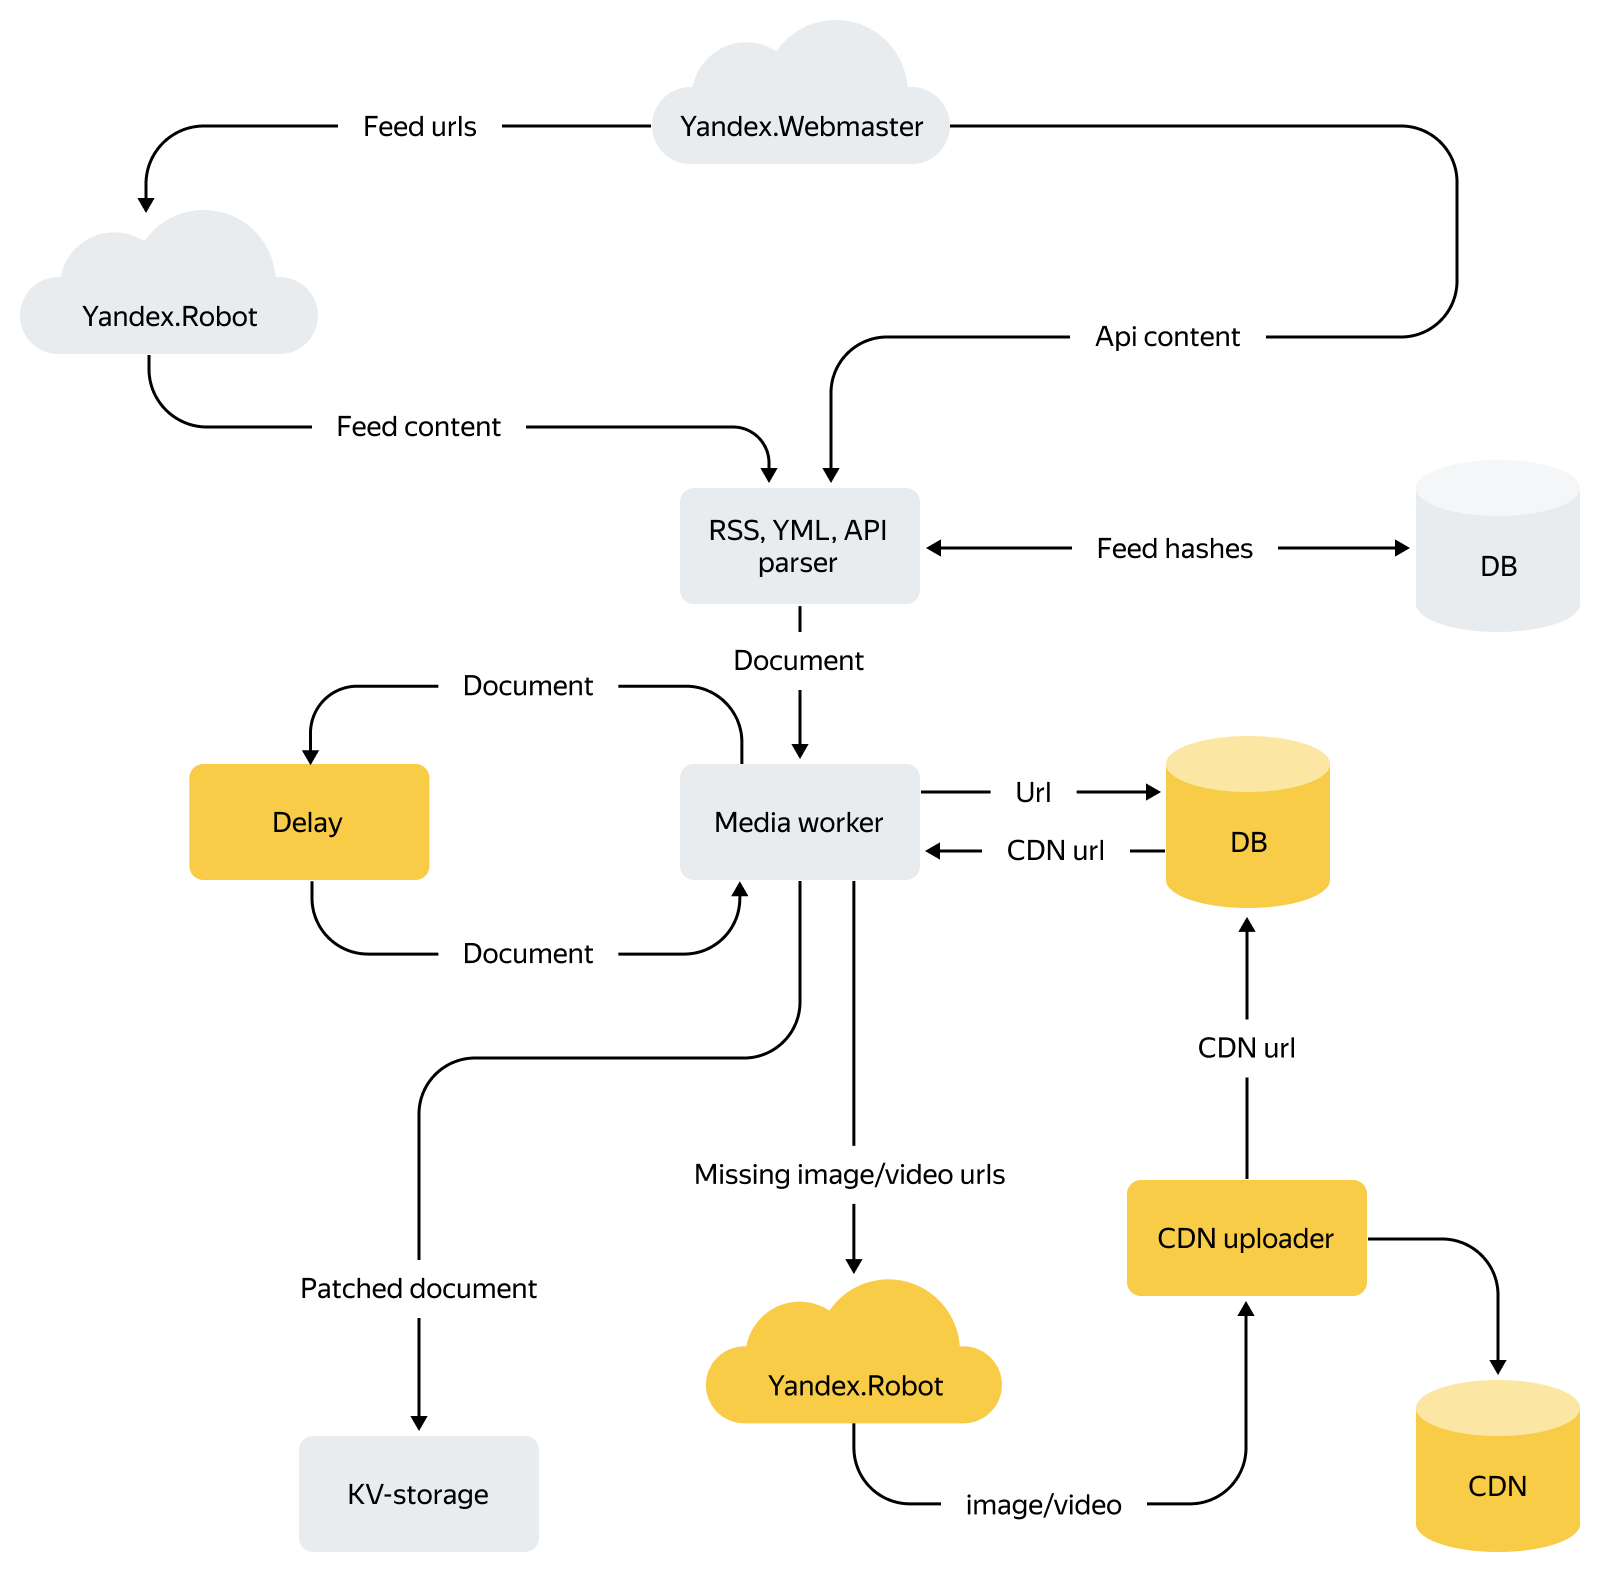 Feed urls
Yandex.Webmaster
Yandex.Robot
Api content
Feed content
RSS, YML, API
parser
Feed hashes
DB
Document
Document
Delay
Media worker
Url
CDN url
DB
Document
CDN url
Missing image/video urls
CDN uploader
Patched document
Yandex.Robot
KV-storage
image/video
CDN